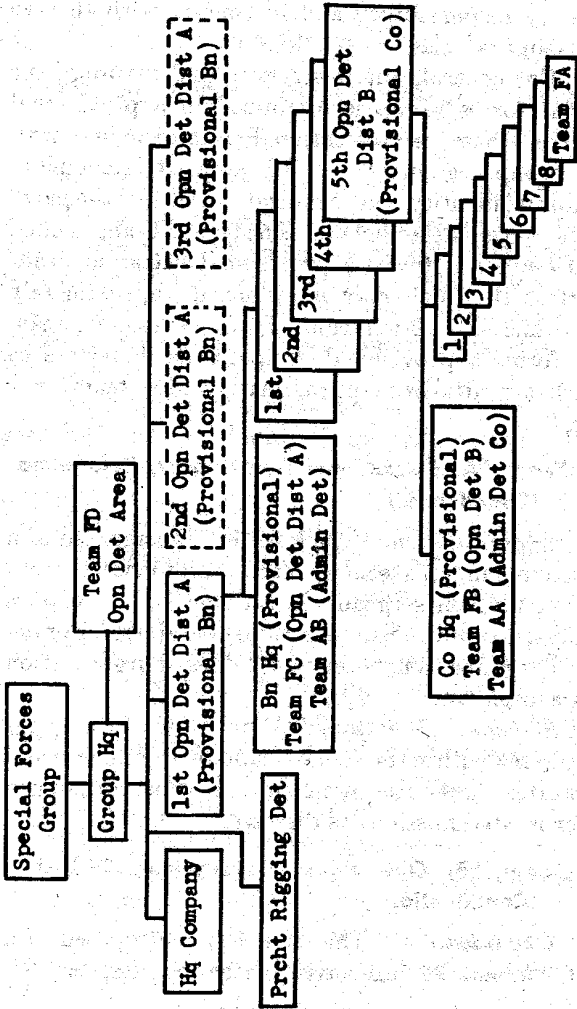 Special Forces
Group
Group Hq
Team FD
Opn Det Area
Hq Company
Prcht Rigging Det
1st Opn Det Dist A
(Provisional Bn)
2nd Opn Det Dist A
(Provisional Bn)
3rd Opn Det Dist A
(Provisional Bn)
Bn Hq (Provisional)
Team FC (Opn Det Dist A)
Team AB (Admin Det)
1st
2nd
3rd
4th
5th Opn Det
Dist B
(Provisional Co)
Co Hq (Provisional)
Team FB (Opn Det B)
Team AA (Admin Det Co)
1
2
3
4
5
6
7
8
Team FA